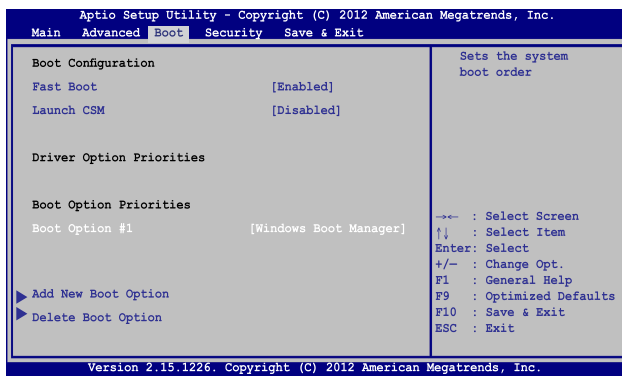 Aptio Setup Utility - Copyright (C) 2012 American Megatrends, Inc.
Main Advanced Boot Security Save & Exit
Boot Configuration
Fast Boot [Enabled]
Launch CSM [Disabled]
Driver Option Priorities
Boot Option Priorities
Boot Option #1 [Windows Boot Manager]
Add New Boot Option
Delete Boot Option
Sets the system
boot order
→← : Select Screen
↑↓ : Select Item
Enter: Select
+/— : Change Opt.
F1 : General Help
F9 : Optimized Defaults
F10 : Save & Exit
ESC : Exit
Version 2.15.1226. Copyright (C) 2012 American Megatrends, Inc.